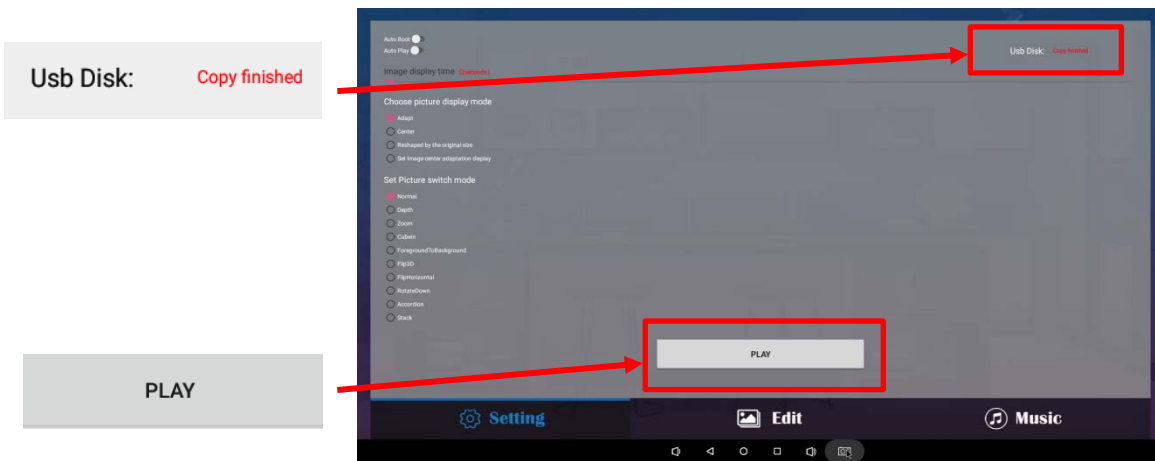 Usb Disk: Copy finished
PLAY
Auto Boot
Auto Play
Usb Disk: Copy finished
Image display time (2seconds)
Choose picture display mode
Adapt
Center
Reshaped by the original size
Set Image center adaptation display
Set Picture switch mode
Normal
Depth
Zoom
CubeIn
ForegroundToBackground
Flip3D
FlipHorizontal
RotateDown
Accordion
Stack
PLAY
Setting Edit Music